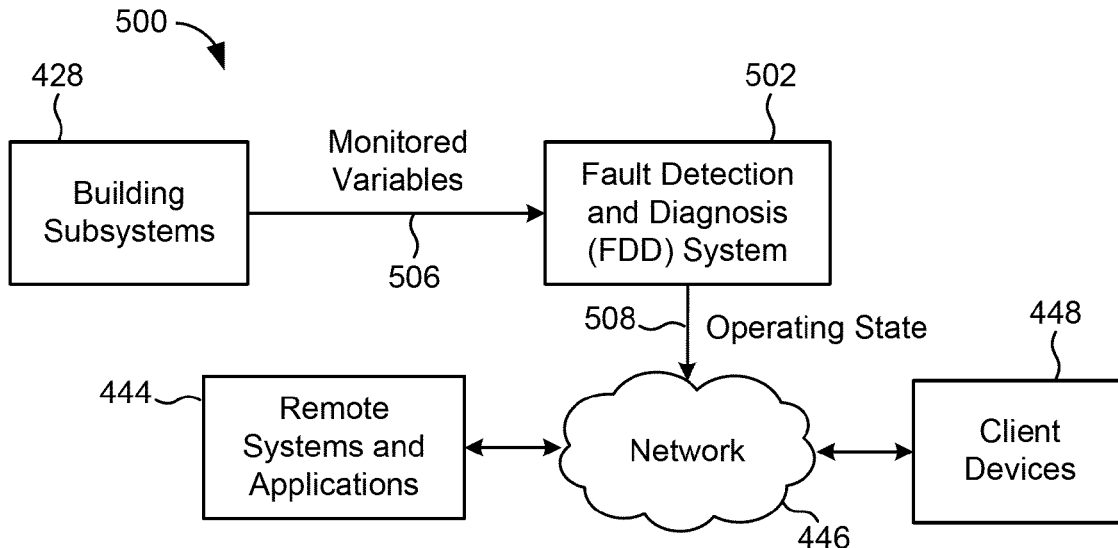 500
428
502
Building
Subsystems
Monitored
Variables
506
Fault Detection
and Diagnosis
(FDD) System
508
Operating State
444
Remote
Systems and
Applications
Network
446
448
Client
Devices